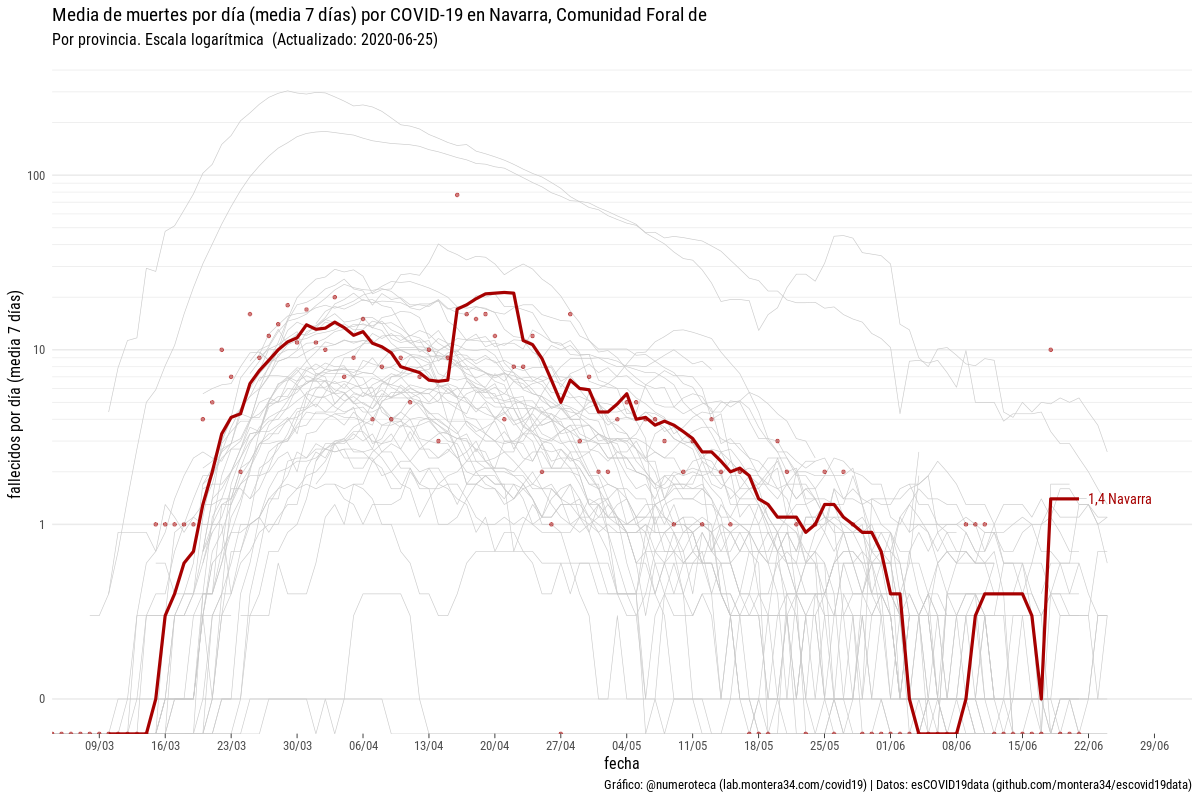 Media de muertes por día (media 7 días) por COVID-19 en Navarra, Comunidad Foral de
Por provincia. Escala logarítmica  (Actualizado: 2020-06-25)
fallecidos por día (media  7 días)
100
10
1
0
1,4 Navarra
09/03 16/03 23/03 30/03 06/04 13/04 20/04 27/04 04/05 11/05 18/05 25/05 01/06 08/06 15/06 22/06 29/06
fecha
Gráfico: @numeroteca (lab.montera34.com/covid19) | Datos: esCOVID19data (github.com/montera34/escovid19data)